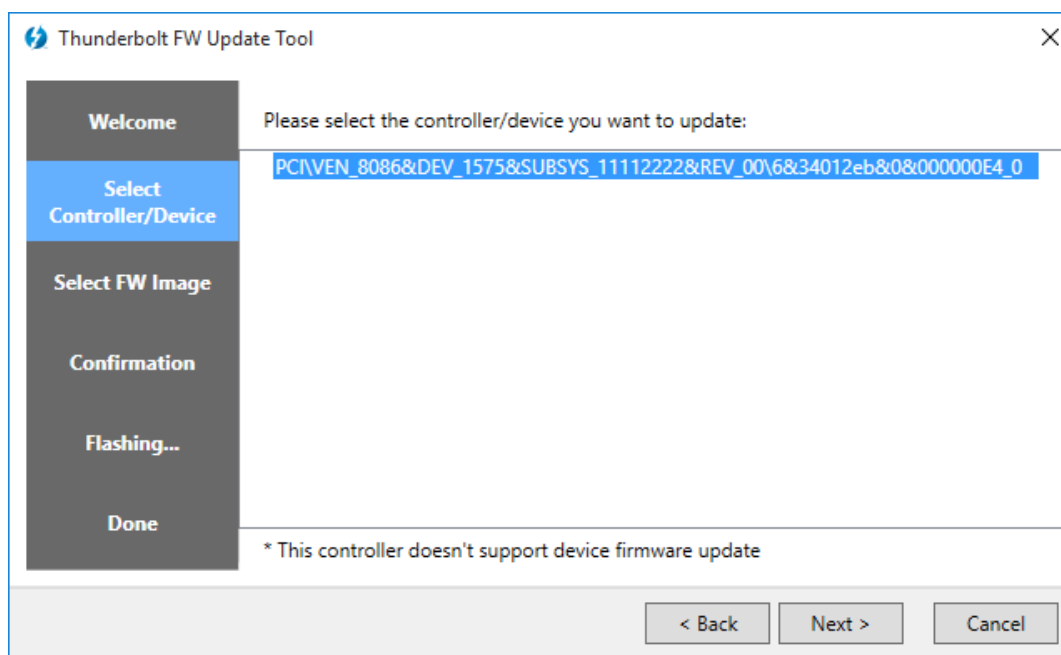 Thunderbolt FW Update Tool
Welcome
Select
Controller/Device
Select FW Image
Confirmation
Flashing...
Done
Please select the controller/device you want to update:
PCI\VEN_8086&DEV_1575&SUBSYS_11112222&REV_00\6&34012eb&0&000000E4_0
* This controller doesn't support device firmware update
< Back
Next >
Cancel